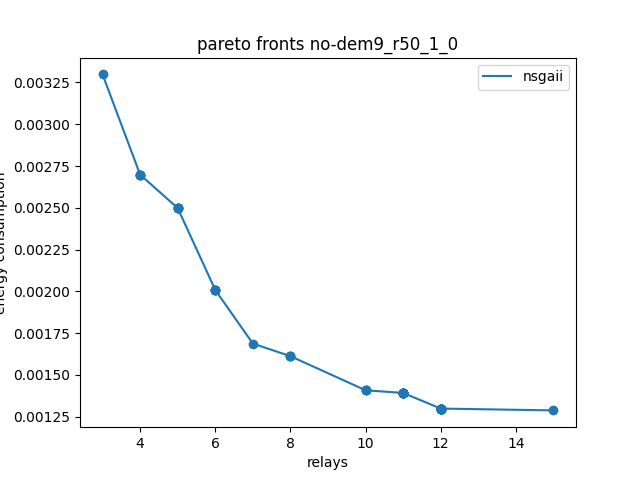 pareto fronts no-dem9_r50_1_0
nsgaii
0.00325
0.00300
0.00275
0.00250
0.00225
0.00200
0.00175
0.00150
0.00125
energy consumption
4 6 8 10 12 14
relays